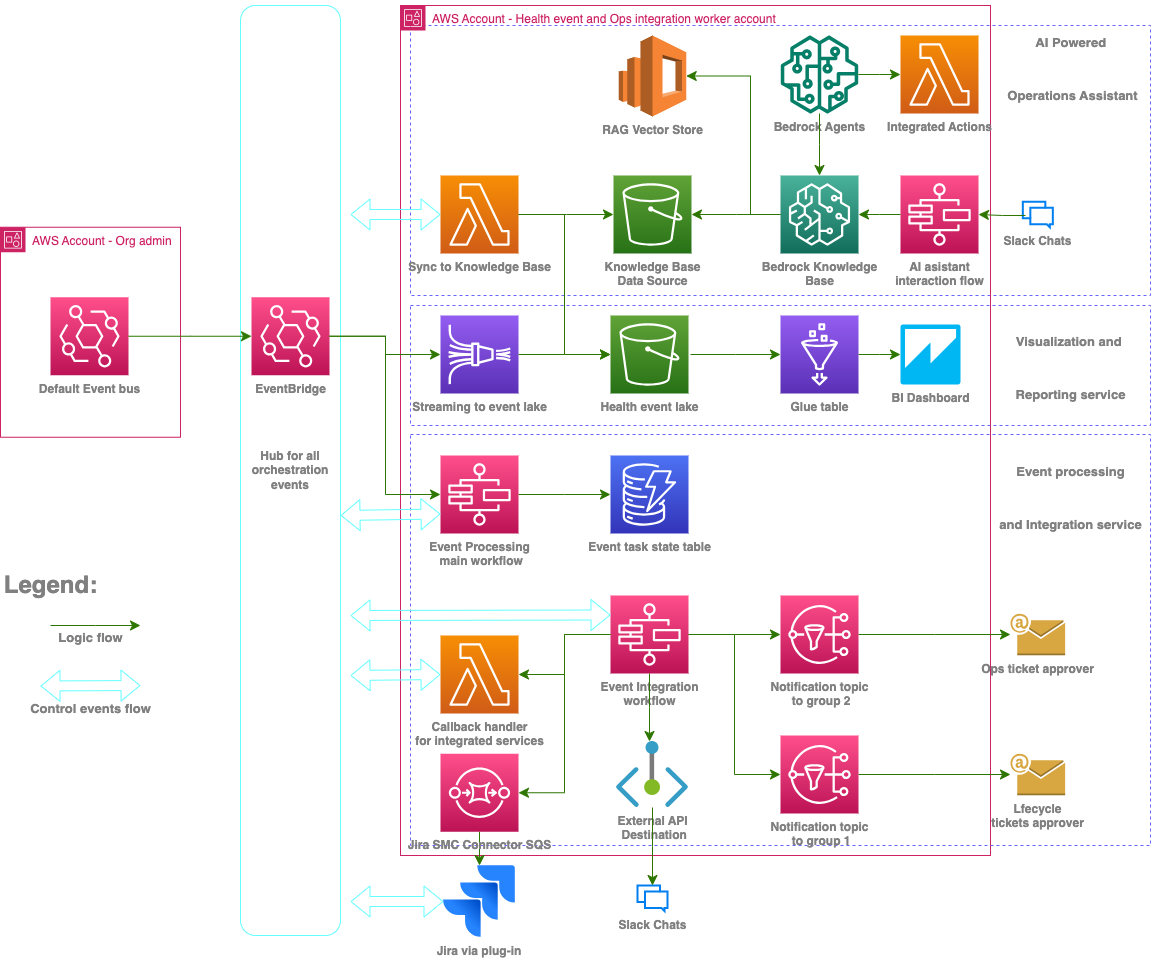 AWS Account - Health event and Ops integration worker account
AI Powered
Operations Assistant
RAG Vector Store
Bedrock Agents
Integrated Actions
Sync to Knowledge Base
Knowledge Base
Data Source
Bedrock Knowledge
Base
AI asistant
interaction flow
Slack Chats
AWS Account - Org admin
Default Event bus
EventBridge
Hub for all
orchestration
events
Streaming to event lake
Health event lake
Glue table
BI Dashboard
Visualization and
Reporting service
Event Processing
main workflow
Event task state table
Event processing
and Integration service
Legend:
Logic flow
Control events flow
Event Integration
workflow
Notification topic
to group 2
Ops ticket approver
Callback handler
for integrated services
Jira SMC Connector SQS
External API
Destination
Notification topic
to group 1
Lfecycle
tickets approver
Jira via plug-in
Slack Chats